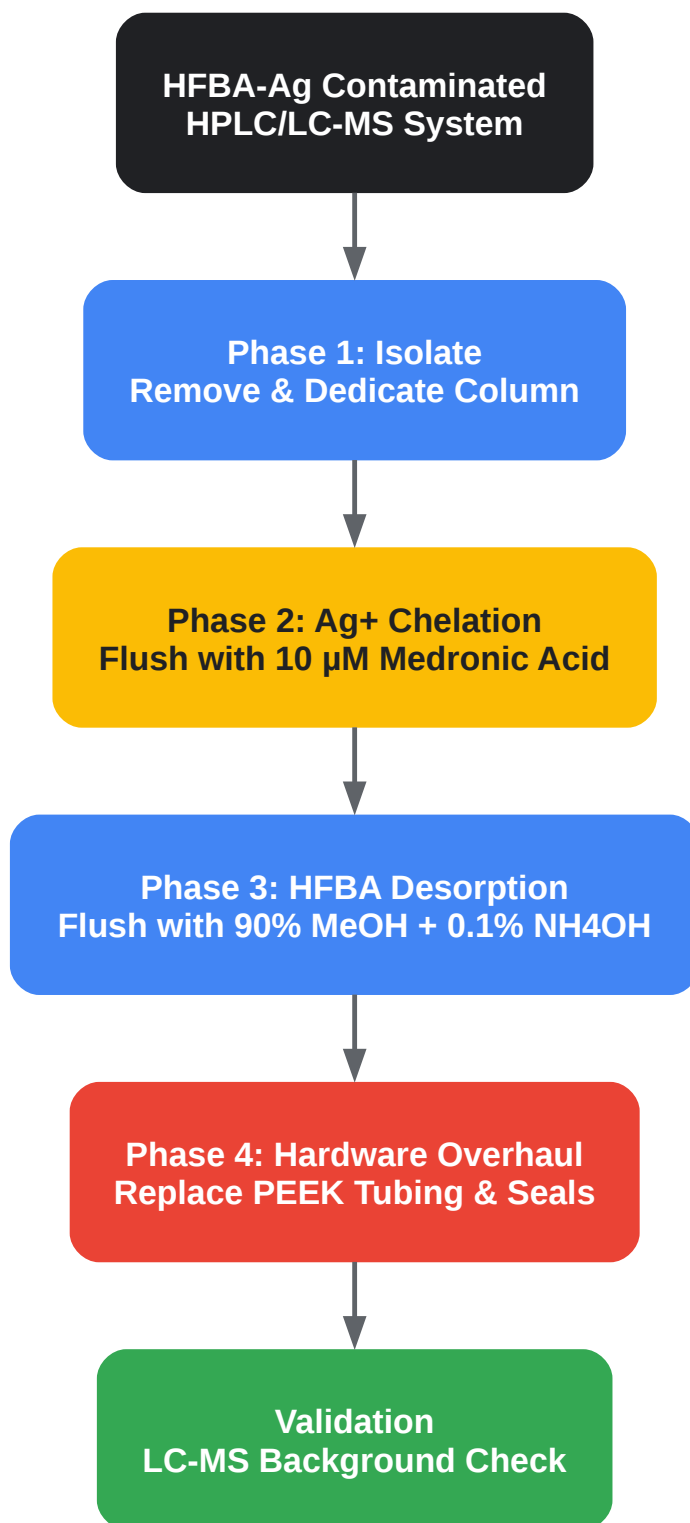 HFBA-Ag Contaminated
HPLC/LC-MS System
Phase 1: Isolate
Remove & Dedicate Column
Phase 2: Ag+ Chelation
Flush with 10 µM Medronic Acid
Phase 3: HFBA Desorption
Flush with 90% MeOH + 0.1% NH4OH
Phase 4: Hardware Overhaul
Replace PEEK Tubing & Seals
Validation
LC-MS Background Check